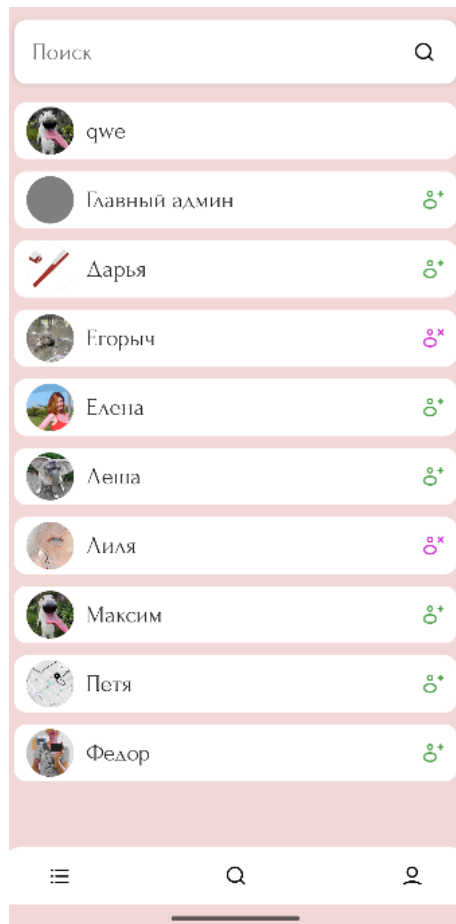 Поиск
qwe
Главный админ
Дарья
Егорыч
Елена
Леша
Лиля
Максим
Петя
Федор